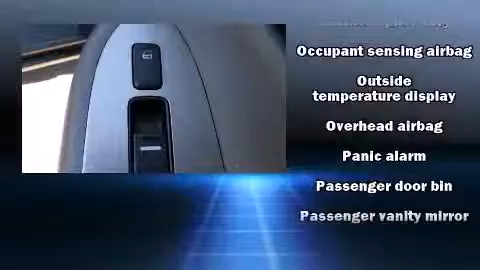 Occupant sensing airbag
Outside
temperature display
Overhead airbag
Panic alarm
Passenger door bin
Passenger vanity mirror